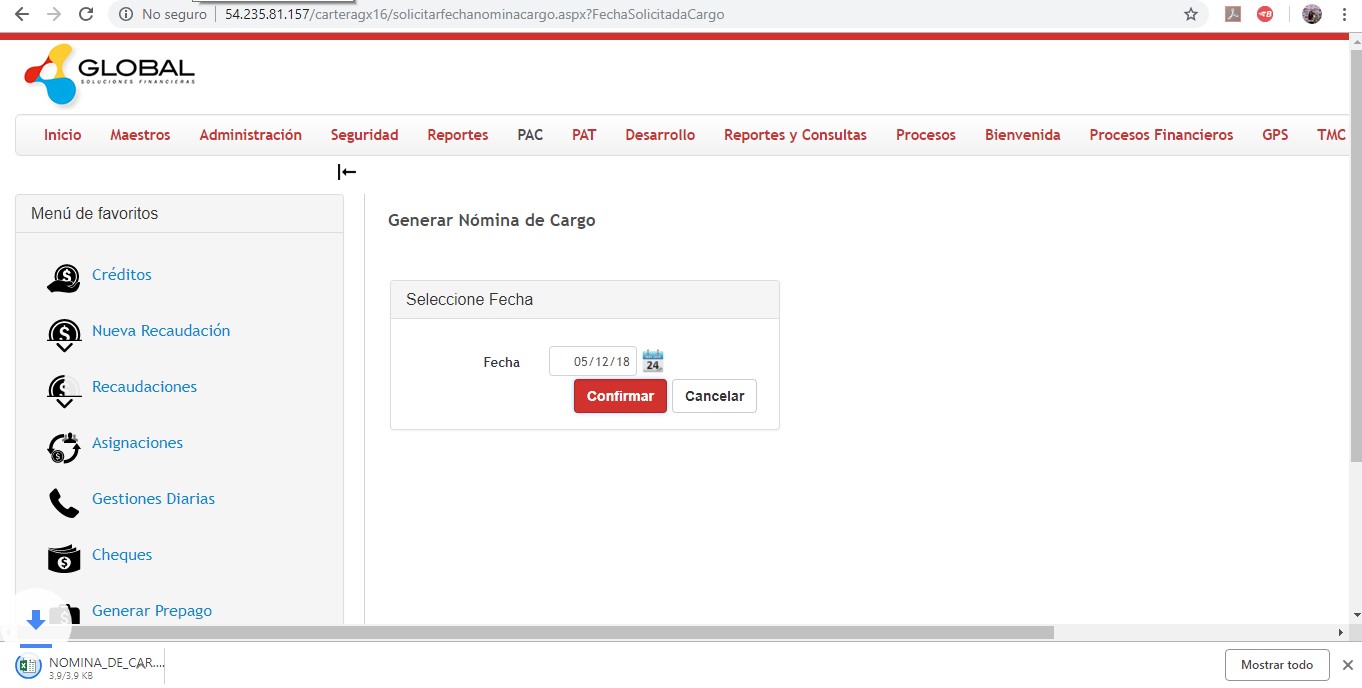 No seguro 54.235.81.157/carteragx16/solicitarfechanominacargo.aspx?FechaSolicitadaCargo
GLOBAL
SOLUCIONES FINANCIERAS
Inicio Maestros Administración Seguridad Reportes PAC PAT Desarrollo Reportes y Consultas Procesos Bienvenida Procesos Financieros GPS TMC
Menú de favoritos
Créditos
Nueva Recaudación
Recaudaciones
Asignaciones
Gestiones Diarias
Cheques
Generar Prepago
Generar Nómina de Cargo
Seleccione Fecha
Fecha 05/12/18 24
Confirmar Cancelar
NOMINA_DE_CAR....
3,9/3,9 KB
Mostrar todo